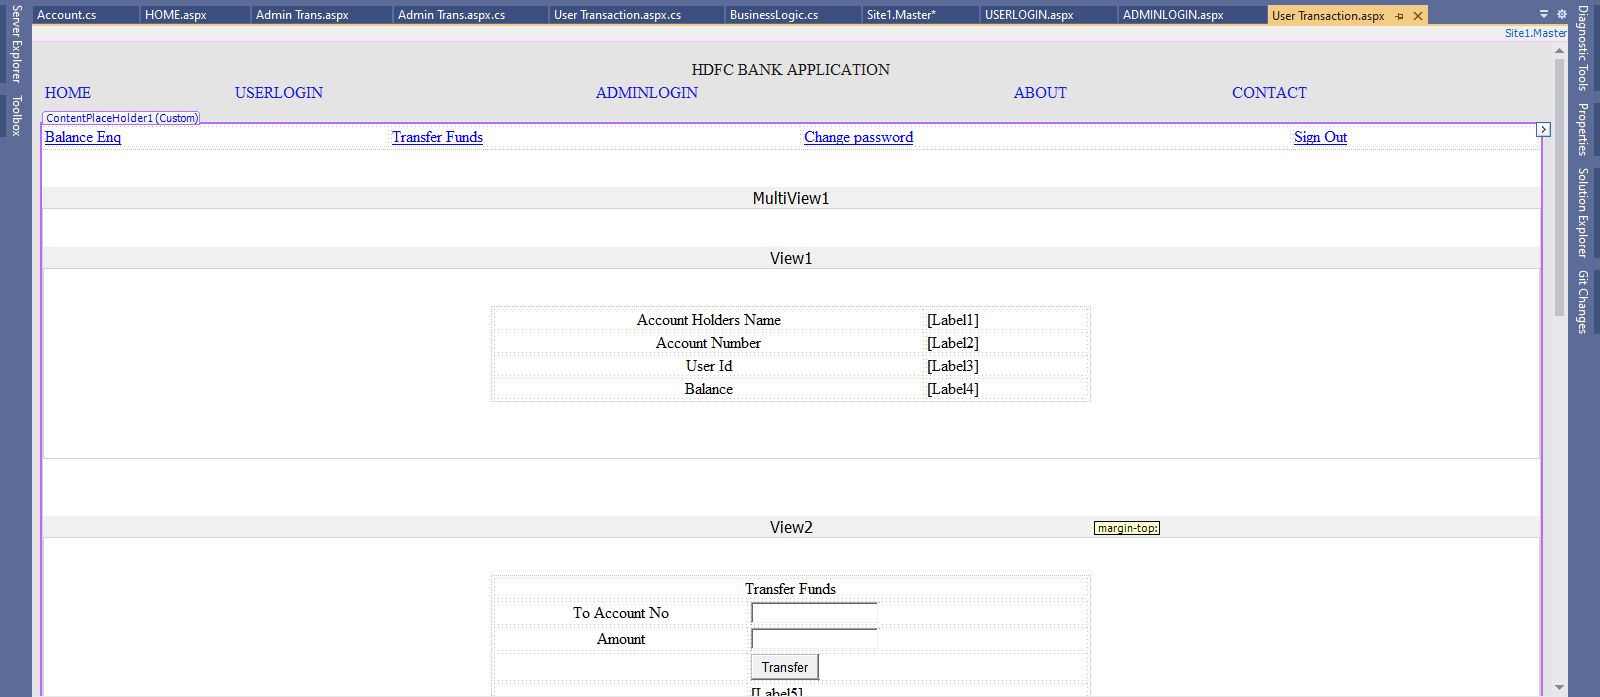 Account.cs HOME.aspx Admin Trans.aspx Admin Trans.aspx.cs User Transaction.aspx.cs BusinessLogic.cs Site1.Master* USERLOGIN.aspx ADMINLOGIN.aspx User Transaction.aspx
Site1.Master
Server Explorer
Toolbox
Diagnostic Tools
Properties
Solution Explorer
Git Changes
HDFC BANK APPLICATION
HOME USERLOGIN ADMINLOGIN ABOUT CONTACT
ContentPlaceHolder1 (Custom)
Balance Enq Transfer Funds Change password Sign Out
MultiView1
View1
Account Holders Name [Label1]
Account Number [Label2]
User Id [Label3]
Balance [Label4]
View2 margin-top:
Transfer Funds
To Account No
Amount
Transfer
[Label5]